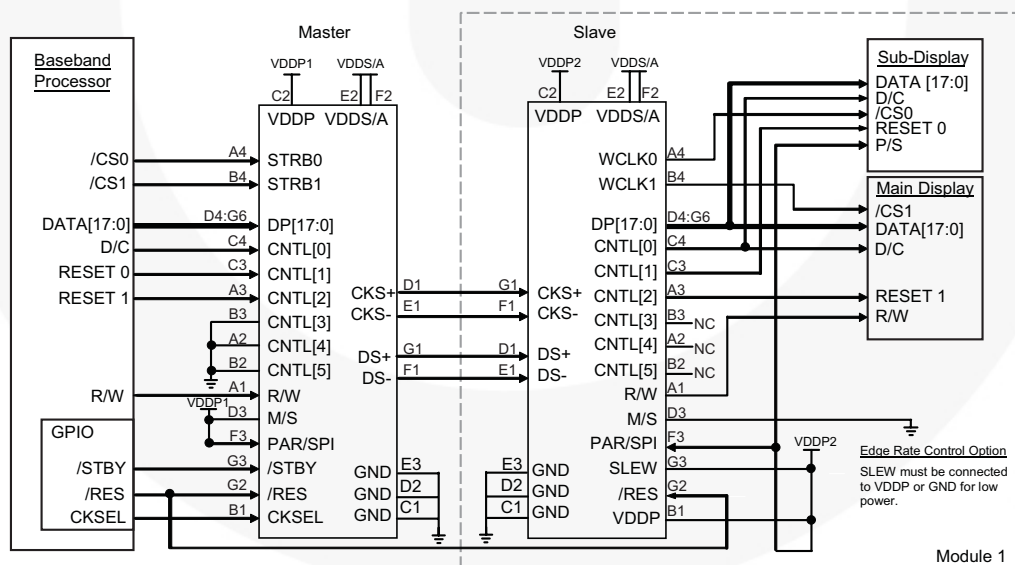 Master
Slave
Baseband
Processor
/CS0
/CS1
DATA[17:0]
D/C
RESET 0
RESET 1
R/W
GPIO
/STBY
/RES
CKSEL
VDDP1
VDDS/A
C2
E2
F2
VDDP VDDS/A
A4
STRB0
B4
STRB1
D4:G6
DP[17:0]
C4
CNTL[0]
C3
CNTL[1]
A3
CNTL[2]
B3
CNTL[3]
A2
CNTL[4]
B2
CNTL[5]
A1
R/W
VDDP1
D3
M/S
F3
PAR/SPI
G3
/STBY
G2
/RES
B1
CKSEL
CKS+
D1
CKS-
E1
DS+
G1
DS-
F1
GND
E3
GND
D2
GND
C1
VDDP2
VDDS/A
C2
E2
F2
VDDP VDDS/A
G1
CKS+
F1
CKS-
D1
DS+
E1
DS-
E3
GND
D2
GND
C1
GND
WCLK0
A4
WCLK1
B4
DP[17:0]
D4:G6
CNTL[0]
C4
CNTL[1]
C3
CNTL[2]
A3
CNTL[3]
B3
NC
CNTL[4]
A2
NC
CNTL[5]
B2
NC
R/W
A1
M/S
D3
PAR/SPI
F3
SLEW
G3
/RES
G2
VDDP
B1
Sub-Display
DATA [17:0]
D/C
/CS0
RESET 0
P/S
Main Display
/CS1
DATA[17:0]
D/C
RESET 1
R/W
VDDP2
Edge Rate Control Option
SLEW must be connected
to VDDP or GND for low
power.
Module 1